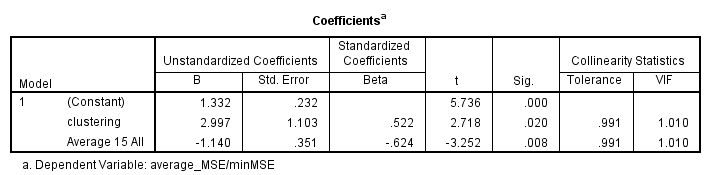 Coefficientsa
Model Unstandardized Coefficients Standardized Coefficients t Sig. Collinearity Statistics
B Std. Error Beta Tolerance VIF
1 (Constant) 1.332 .232 5.736 .000
clustering 2.997 1.103 .522 2.718 .020 .991 1.010
Average 15 All -1.140 .351 -.624 -3.252 .008 .991 1.010
a. Dependent Variable: average_MSE/minMSE